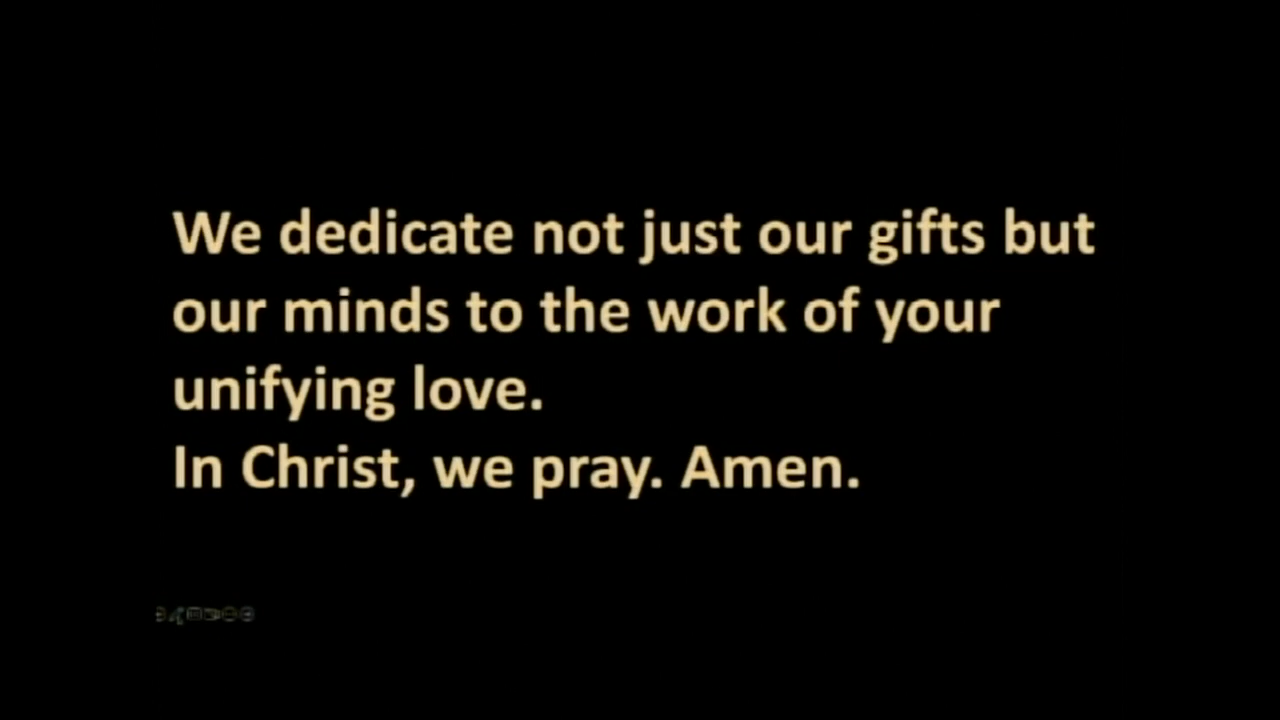 We dedicate not just our gifts but
our minds to the work of your
unifying love.
In Christ, we pray. Amen.